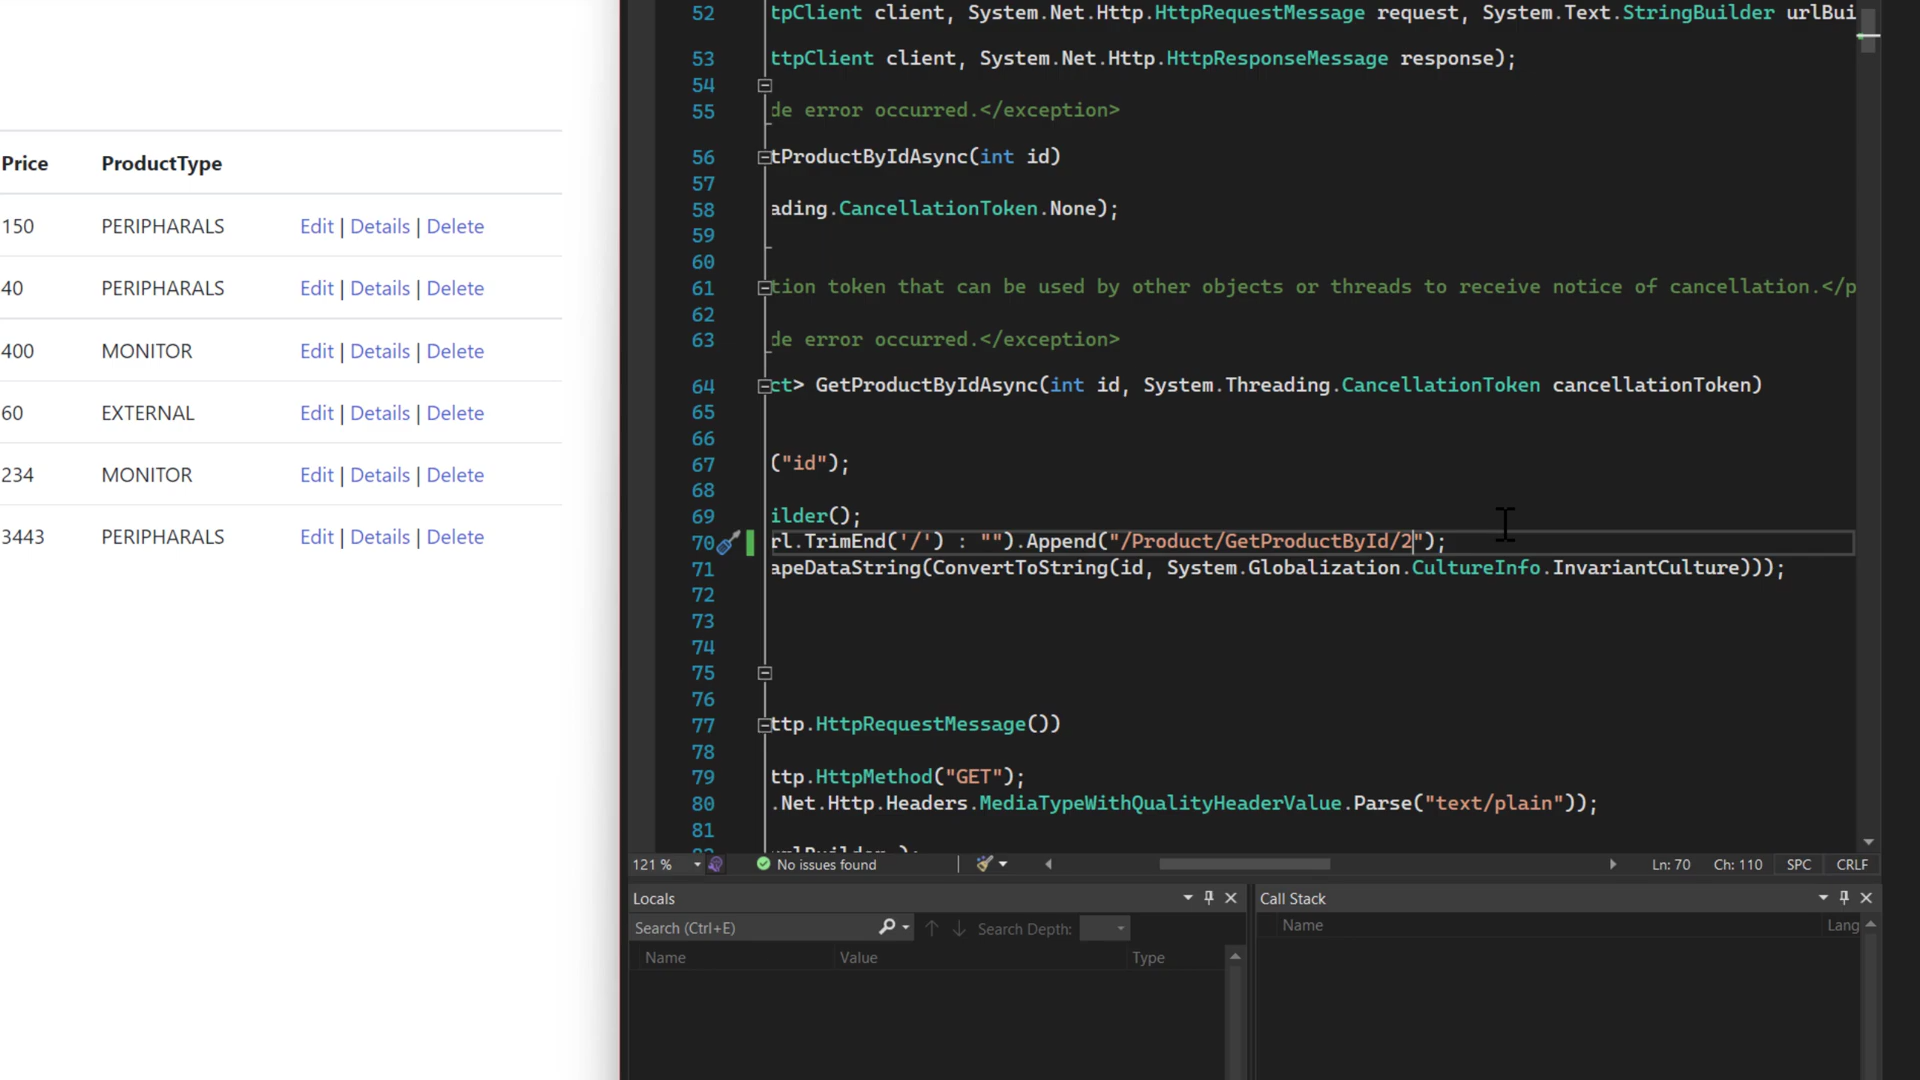 Price ProductType
150 PERIPHARALS Edit | Details | Delete
40 PERIPHARALS Edit | Details | Delete
400 MONITOR Edit | Details | Delete
60 EXTERNAL Edit | Details | Delete
234 MONITOR Edit | Details | Delete
3443 PERIPHARALS Edit | Details | Delete
52 tpClient client, System.Net.Http.HttpRequestMessage request, System.Text.StringBuilder urlBui
53 ttpClient client, System.Net.Http.HttpResponseMessage response);
54
55 de error occurred.</exception>
56 tProductByIdAsync(int id)
57
58 ading.CancellationToken.None);
59
60
61 tion token that can be used by other objects or threads to receive notice of cancellation.</p
62
63 de error occurred.</exception>
64 ct> GetProductByIdAsync(int id, System.Threading.CancellationToken cancellationToken)
65
66
67 ("id");
68
69 ilder();
70 rl.TrimEnd('/') : "").Append("/Product/GetProductById/2");
71 apeDataString(ConvertToString(id, System.Globalization.CultureInfo.InvariantCulture)));
72
73
74
75
76
77 ttp.HttpRequestMessage())
78
79 ttp.HttpMethod("GET");
80 .Net.Http.Headers.MediaTypeWithQualityHeaderValue.Parse("text/plain"));
81
121 % No issues found Ln: 70 Ch: 110 SPC CRLF
Locals
Search (Ctrl+E) Search Depth:
Name Value Type
Call Stack
Name Lang